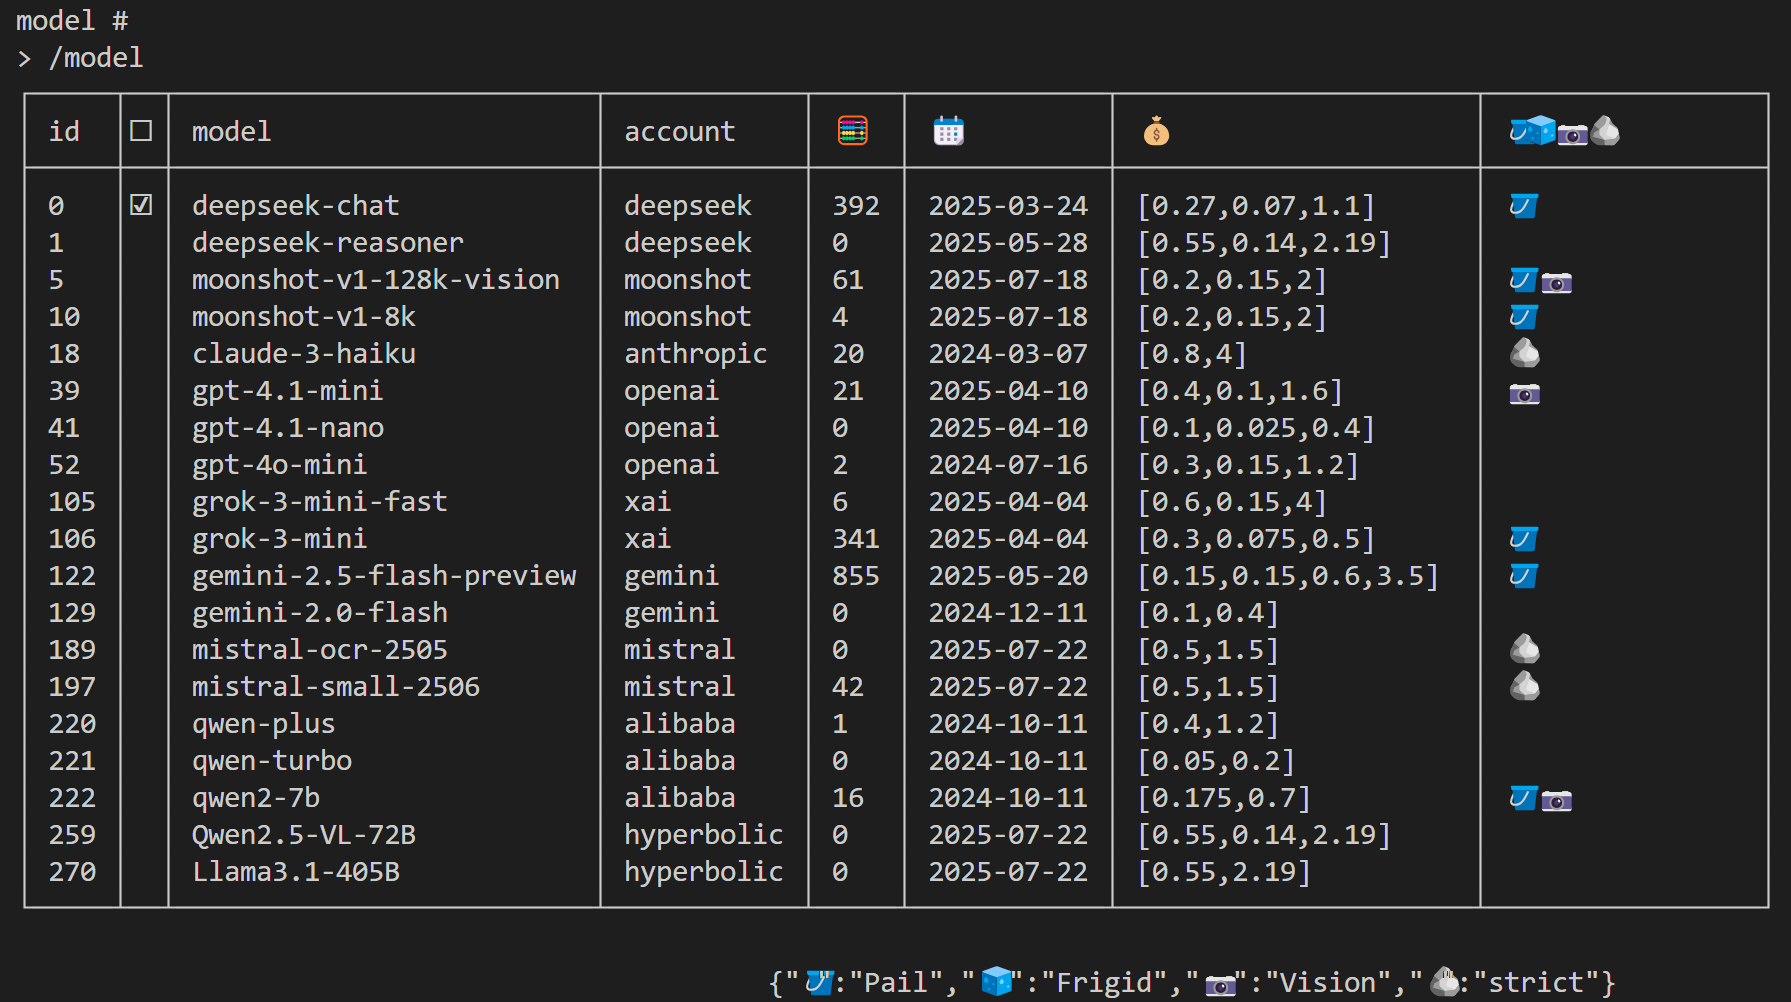 model #
> /model
id ☐ model account 🧮 📅 💰 🪣🧊📷🪨
0 ☑ deepseek-chat deepseek 392 2025-03-24 [0.27,0.07,1.1] 🪣
1 deepseek-reasoner deepseek 0 2025-05-28 [0.55,0.14,2.19]
5 moonshot-v1-128k-vision moonshot 61 2025-07-18 [0.2,0.15,2] 🪣📷
10 moonshot-v1-8k moonshot 4 2025-07-18 [0.2,0.15,2] 🪣
18 claude-3-haiku anthropic 20 2024-03-07 [0.8,4] 🪨
39 gpt-4.1-mini openai 21 2025-04-10 [0.4,0.1,1.6] 📷
41 gpt-4.1-nano openai 0 2025-04-10 [0.1,0.025,0.4]
52 gpt-4o-mini openai 2 2024-07-16 [0.3,0.15,1.2]
105 grok-3-mini-fast xai 6 2025-04-04 [0.6,0.15,4]
106 grok-3-mini xai 341 2025-04-04 [0.3,0.075,0.5] 🪣
122 gemini-2.5-flash-preview gemini 855 2025-05-20 [0.15,0.15,0.6,3.5] 🪣
129 gemini-2.0-flash gemini 0 2024-12-11 [0.1,0.4]
189 mistral-ocr-2505 mistral 0 2025-07-22 [0.5,1.5] 🪨
197 mistral-small-2506 mistral 42 2025-07-22 [0.5,1.5] 🪨
220 qwen-plus alibaba 1 2024-10-11 [0.4,1.2]
221 qwen-turbo alibaba 0 2024-10-11 [0.05,0.2]
222 qwen2-7b alibaba 16 2024-10-11 [0.175,0.7] 🪣📷
259 Qwen2.5-VL-72B hyperbolic 0 2025-07-22 [0.55,0.14,2.19]
270 Llama3.1-405B hyperbolic 0 2025-07-22 [0.55,2.19]
{"🪣":"Pail","🧊":"Frigid","📷":"Vision","🪨":"strict"}